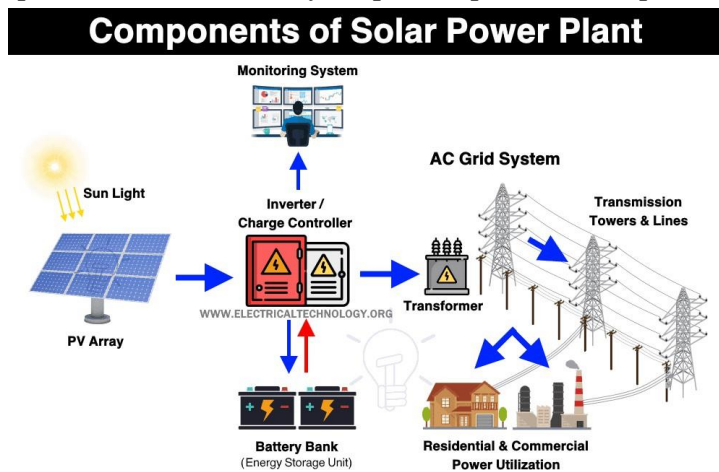 Components of Solar Power Plant
Monitoring System
AC Grid System
Sun Light
Inverter /
Charge Controller
Transmission
Towers & Lines
Transformer
WWW.ELECTRICALTECHNOLOGY.ORG
PV Array
Battery Bank
(Energy Storage Unit)
Residential & Commercial
Power Utilization